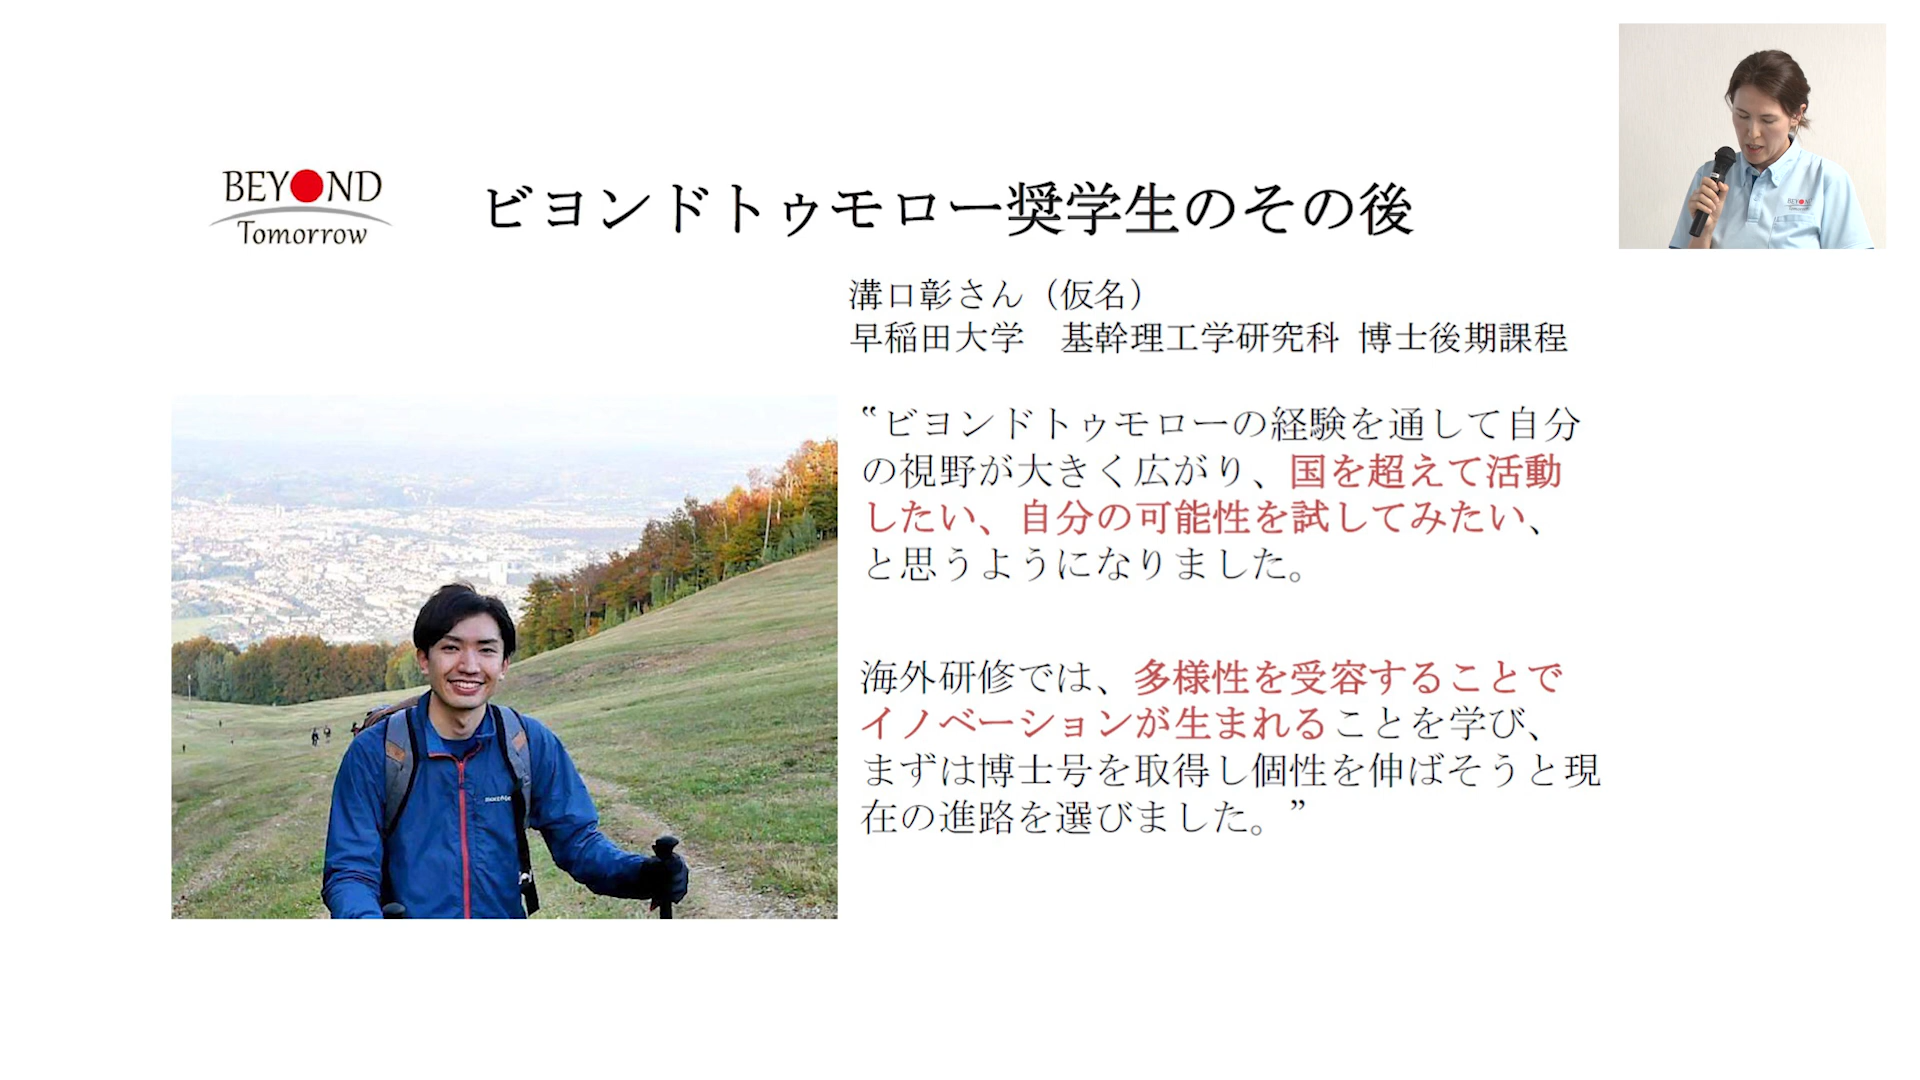 BEYOND
Tomorrow
ビヨンドトゥモロー奨学生のその後
溝口彰さん（仮名）
早稲田大学　基幹理工学研究科 博士後期課程
“ビヨンドトゥモローの経験を通して自分
の視野が大きく広がり、国を超えて活動
したい、自分の可能性を試してみたい、
と思うようになりました。
海外研修では、多様性を受容することで
イノベーションが生まれることを学び、
まずは博士号を取得し個性を伸ばそうと現
在の進路を選びました。”
mont-bell
BEYOND